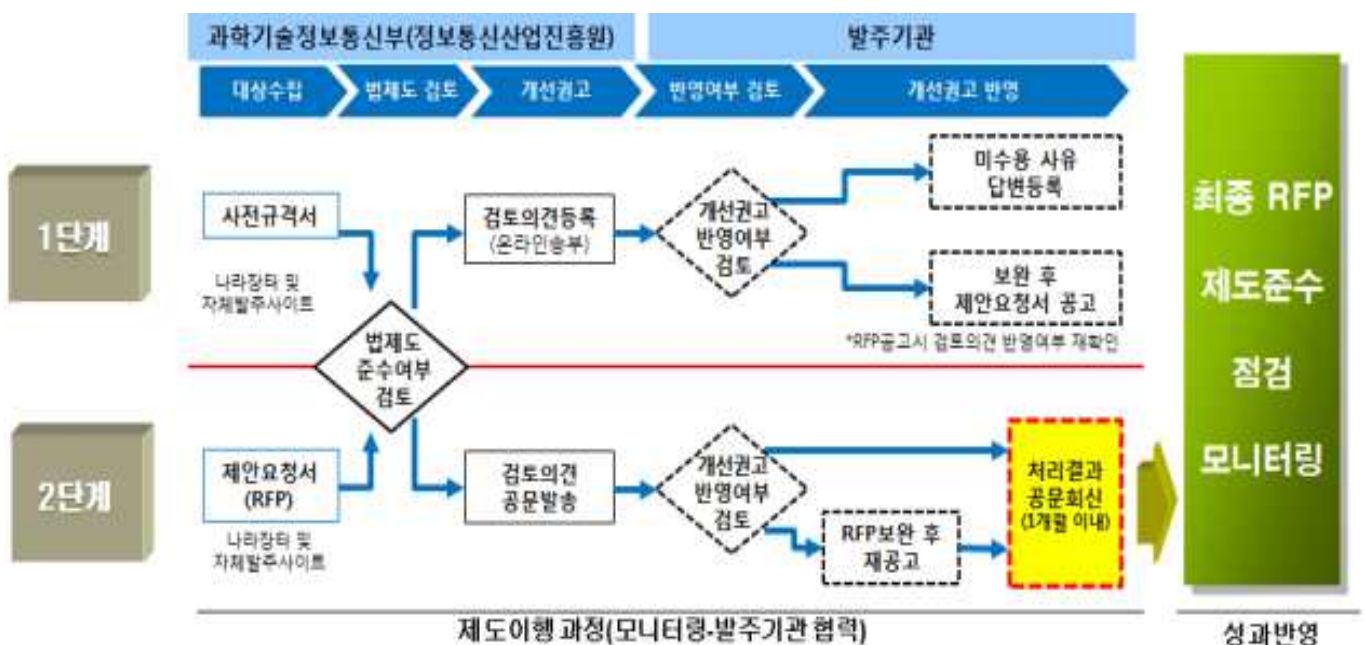 과학기술정보통신부(정보통신산업진흥원)
발주기관
대상수집
법제도 검토
개선권고
반영여부 검토
개선권고 반영
1단계
사전규격서
나라장터 및
자체발주사이트
검토의견등록
(온라인송부)
개선권고
반영여부
검토
미수용 사유
답변등록
보완 후
제안요청서 공고
*RFP공고시 검토의견 반영여부 재확인
법제도
준수여부
검토
2단계
제안요청서
(RFP)
나라장터 및
자체발주사이트
검토의견
공문발송
개선권고
반영여부
검토
RFP보완 후
재공고
처리결과
공문회신
(1개월 이내)
최종 RFP
제도준수
점검
모니터링
제도이행 과정(모니터링-발주기관 협력)
성과반영